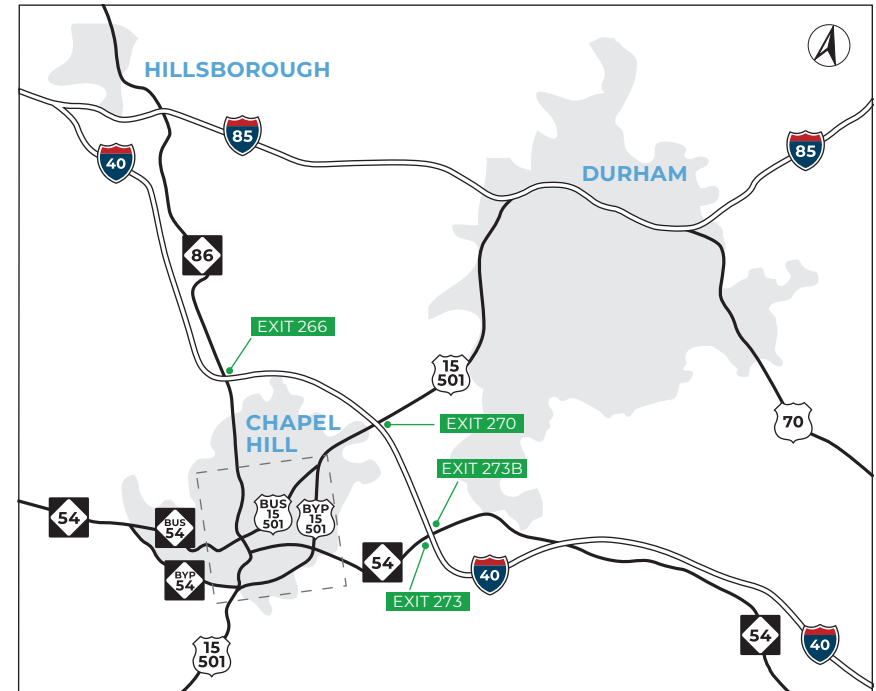 HILLSBOROUGH
85
40
DURHAM
85
86
EXIT 266
15
501
CHAPEL
HILL
EXIT 270
70
EXIT 273B
54
BUS
54
BUS
15
501
BYP
15
501
BYP
54
54
40
EXIT 273
15
501
54
40